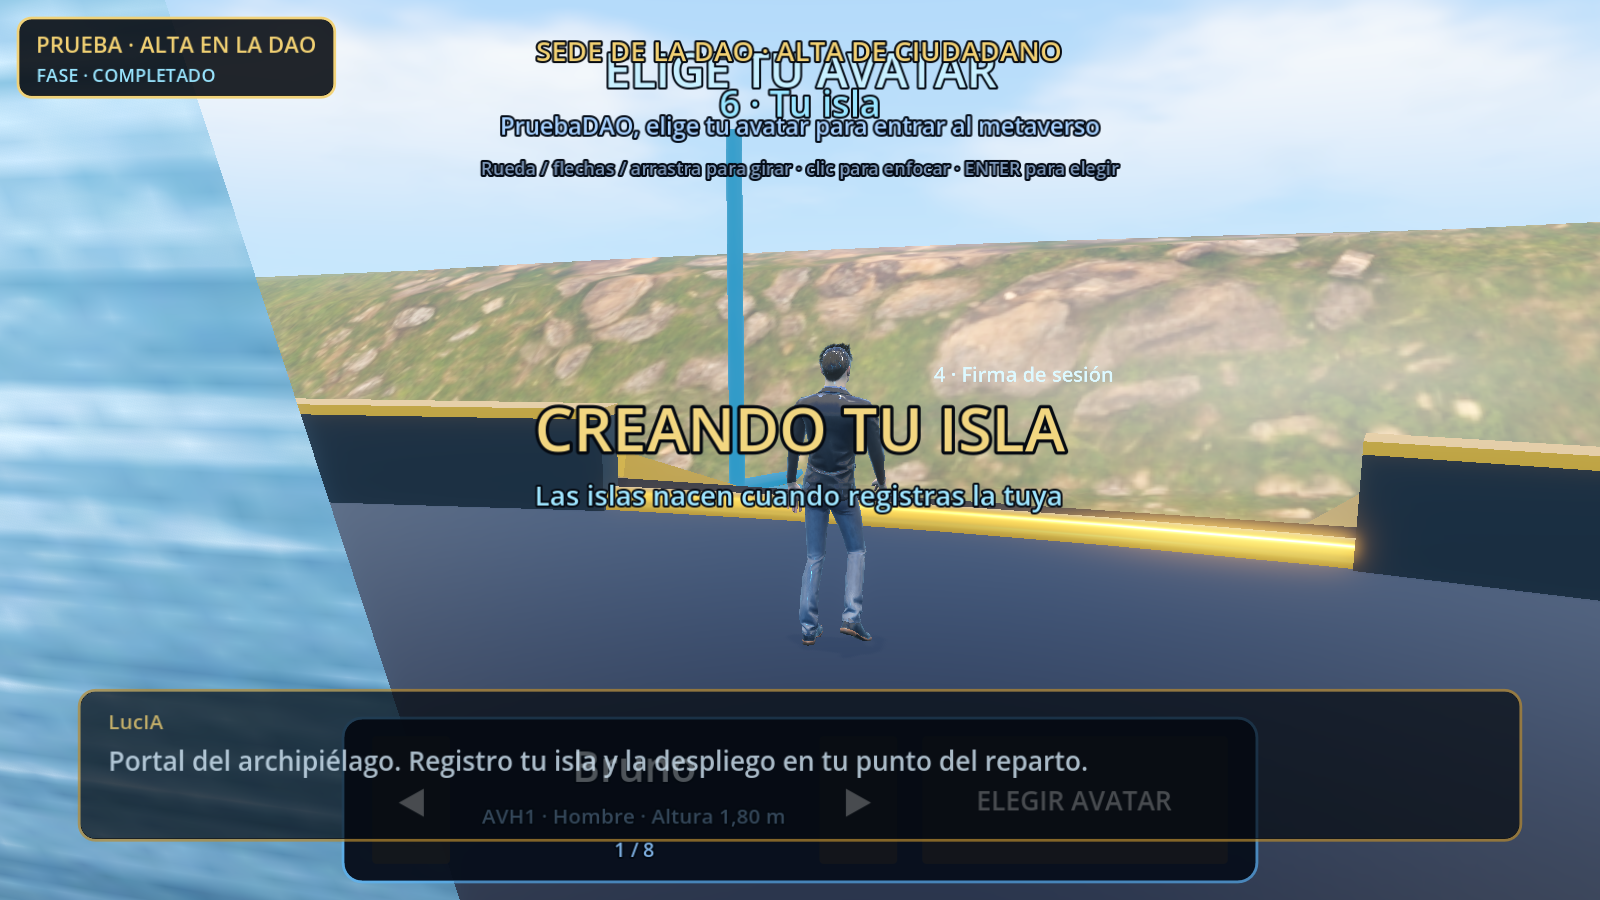 PRUEBA · ALTA EN LA DAO
FASE · COMPLETADO
SEDE DE LA DAO · ALTA DE CIUDADANO
ELIGE TU AVATAR
6 · Tu isla
PruebaDAO, elige tu avatar para entrar al metaverso
Rueda / flechas / arrastra para girar · clic para enfocar · ENTER para elegir
4 · Firma de sesión
CREANDO TU ISLA
Las islas nacen cuando registras la tuya
LucIA
Portal del archipiélago. Registro tu isla y la despliego en tu punto del reparto.
Bruno
ELEGIR AVATAR
AVH1 · Hombre · Altura 1,80 m
1 / 8